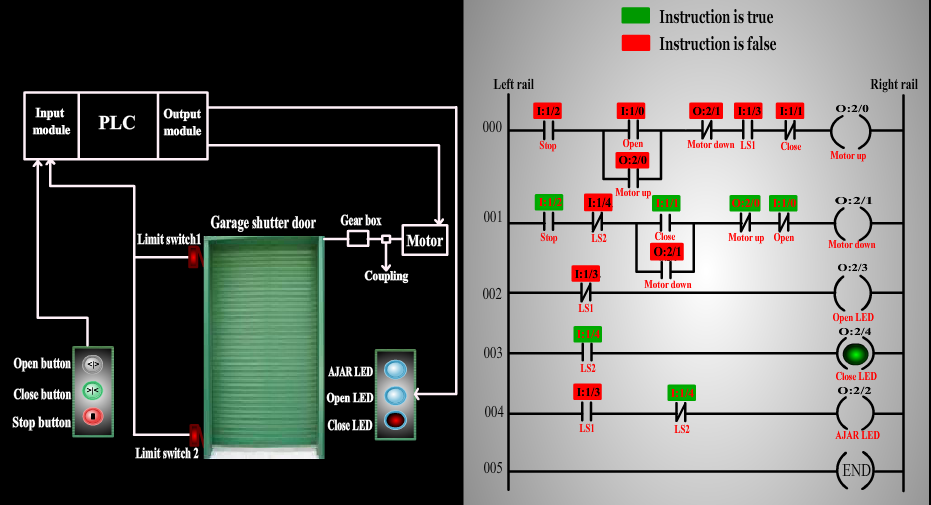 Instruction is true
Instruction is false
Left rail
Right rail
Input
module
PLC
Output
module
Limit switch1
Garage shutter door
Gear box
Motor
Coupling
Open button
Close button
Stop button
<|>
>|<
AJAR LED
Open LED
Close LED
Limit switch 2
000
I:1/2
Stop
I:1/0
Open
O:2/0
Motor up
O:2/1
Motor down
I:1/3
LS1
I:1/1
Close
O:2/0
Motor up
001
I:1/2
Stop
I:1/4
LS2
I:1/1
Close
O:2/1
Motor down
O:2/0
Motor up
I:1/0
Open
O:2/1
Motor down
002
I:1/3
LS1
O:2/3
Open LED
003
I:1/4
LS2
O:2/4
Close LED
004
I:1/3
LS1
I:1/4
LS2
O:2/2
AJAR LED
005
END